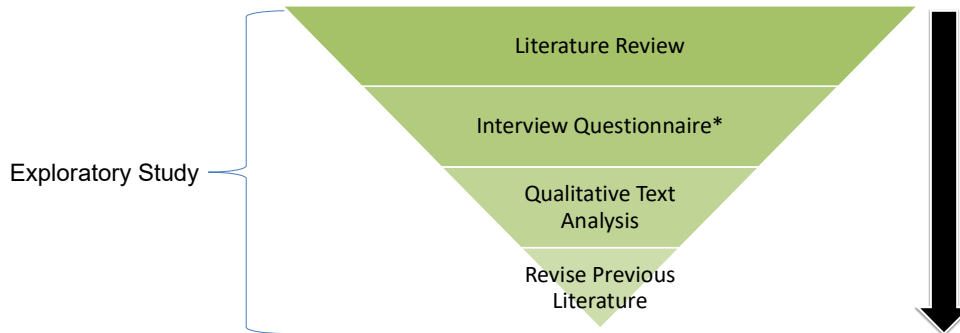 Literature Review
Interview Questionnaire*
Exploratory Study
Qualitative Text
Analysis
Revise Previous
Literature